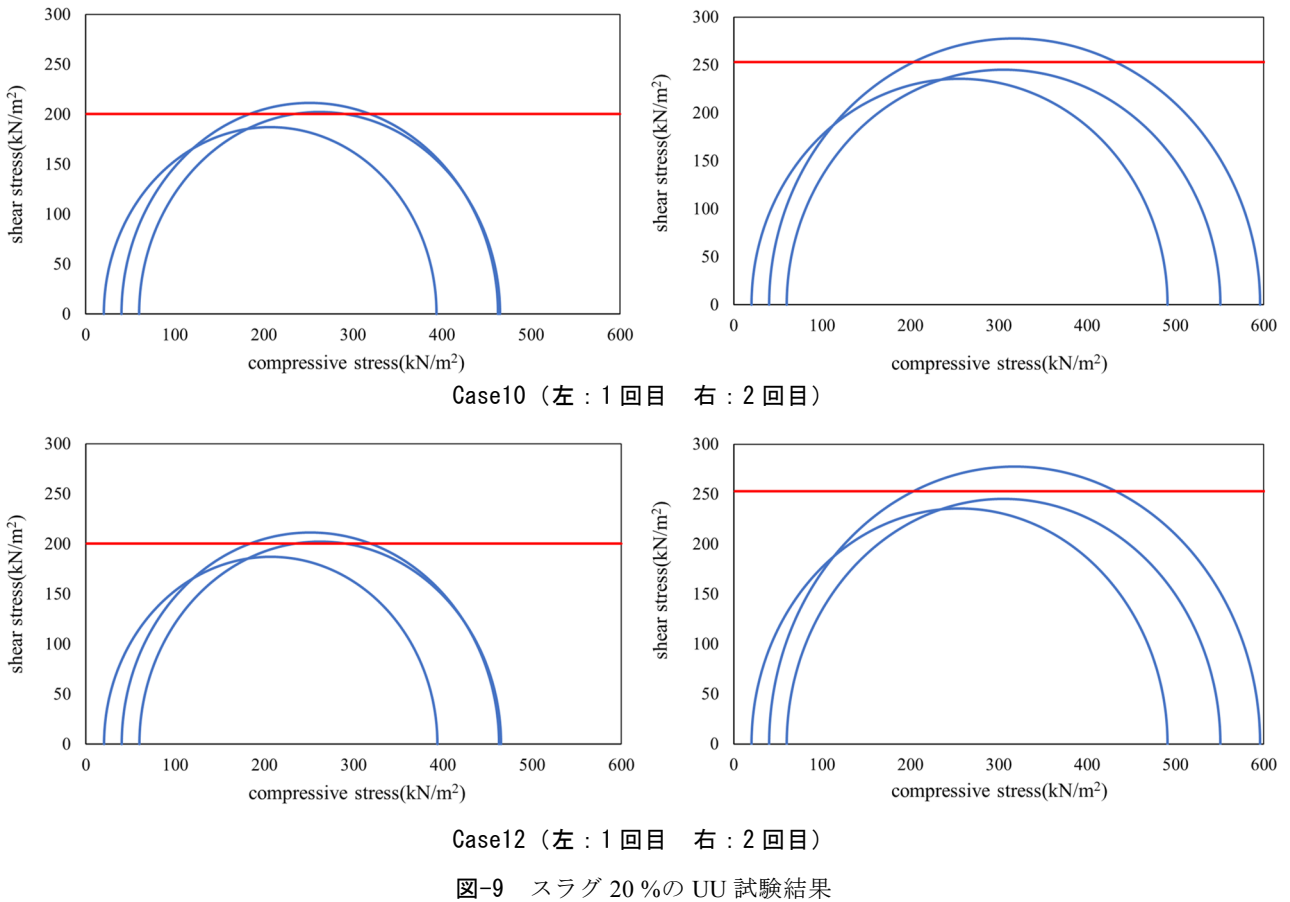 300
250
200
150
100
50
0
shear stress(kN/m²)
0 100 200 300 400 500 600
compressive stress(kN/m²)
300
250
200
150
100
50
0
shear stress(kN/m²)
0 100 200 300 400 500 600
compressive stress(kN/m²)
Case10（左：1回目　右：2回目）
300
250
200
150
100
50
0
shear stress(kN/m²)
0 100 200 300 400 500 600
compressive stress(kN/m²)
300
250
200
150
100
50
0
shear stress(kN/m²)
0 100 200 300 400 500 600
compressive stress(kN/m²)
Case12（左：1回目　右：2回目）
図-9　スラグ 20 %の UU 試験結果